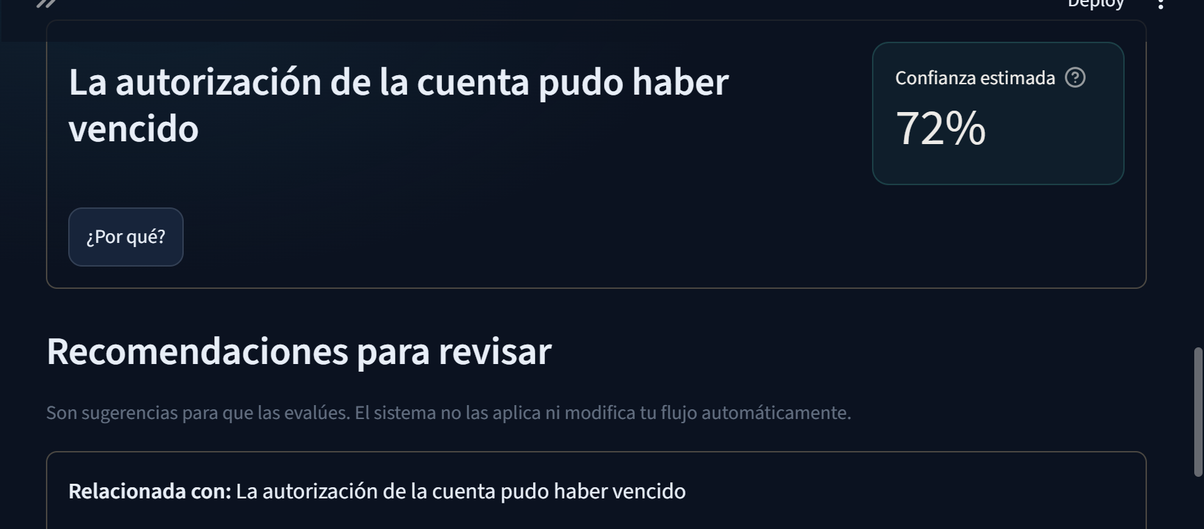 Deploy
La autorización de la cuenta pudo haber
vencido
Confianza estimada
72%
¿Por qué?
Recomendaciones para revisar
Son sugerencias para que las evalúes. El sistema no las aplica ni modifica tu flujo automáticamente.
Relacionada con: La autorización de la cuenta pudo haber vencido